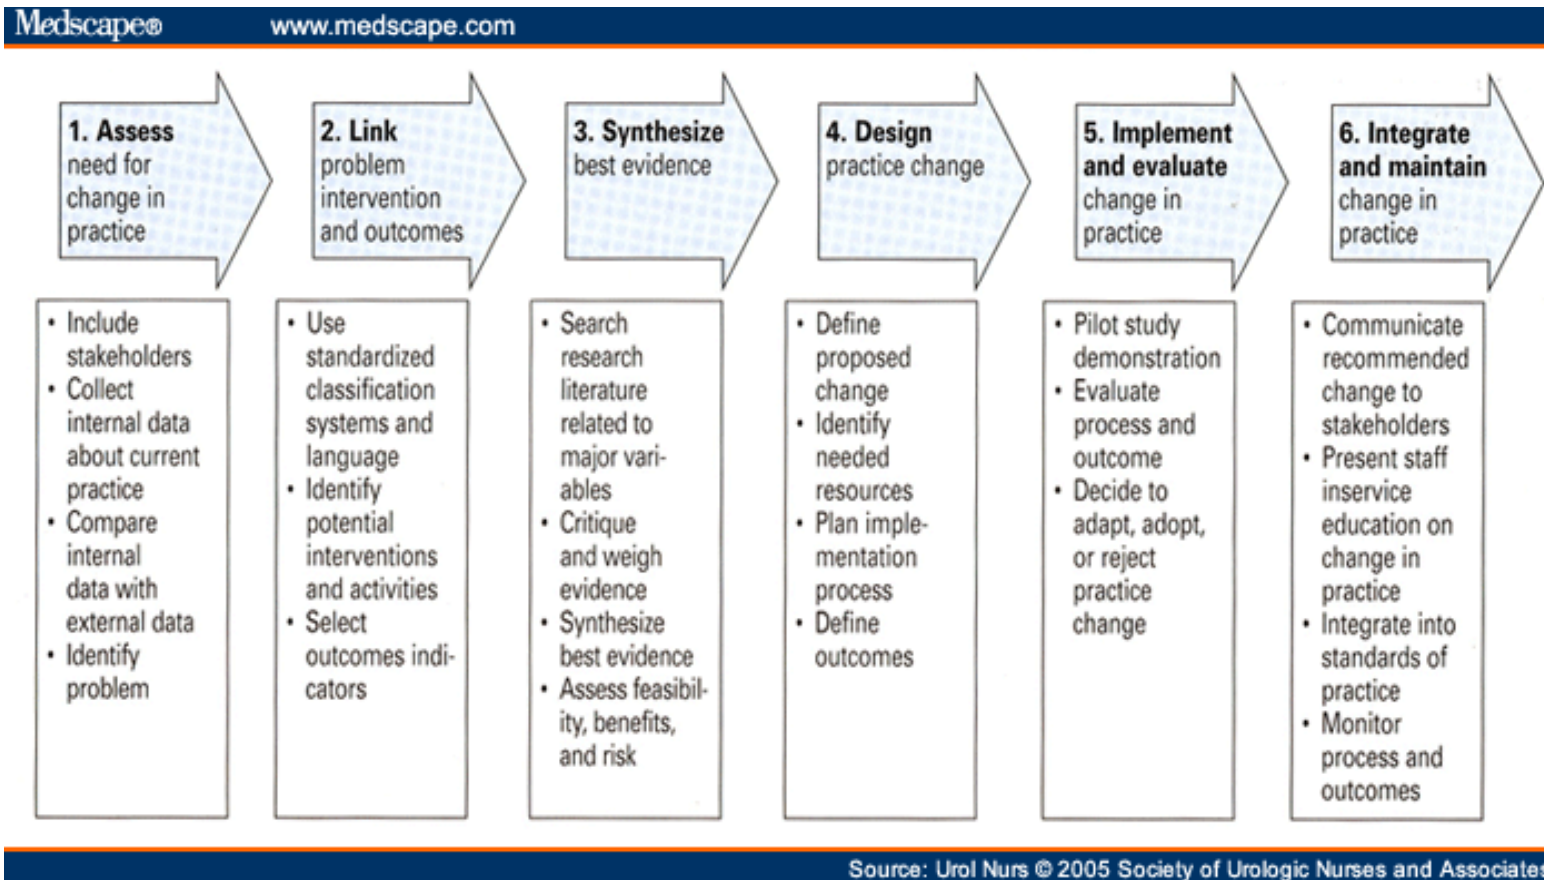 Medscape® www.medscape.com
1. Assess
need for
change in
practice
2. Link
problem
intervention
and outcomes
3. Synthesize
best evidence
4. Design
practice change
5. Implement
and evaluate
change in
practice
6. Integrate
and maintain
change in
practice
• Include
stakeholders
• Collect
internal data
about current
practice
• Compare
internal
data with
external data
• Identify
problem
• Use
standardized
classification
systems and
language
• Identify
potential
interventions
and activities
• Select
outcomes indi-
cators
• Search
research
literature
related to
major vari-
ables
• Critique
and weigh
evidence
• Synthesize
best evidence
• Assess feasibil-
ity, benefits,
and risk
• Define
proposed
change
• Identify
needed
resources
• Plan imple-
mentation
process
• Define
outcomes
• Pilot study
demonstration
• Evaluate
process and
outcome
• Decide to
adapt, adopt,
or reject
practice
change
• Communicate
recommended
change to
stakeholders
• Present staff
inservice
education on
change in
practice
• Integrate into
standards of
practice
• Monitor
process and
outcomes
Source: Urol Nurs © 2005 Society of Urologic Nurses and Associates